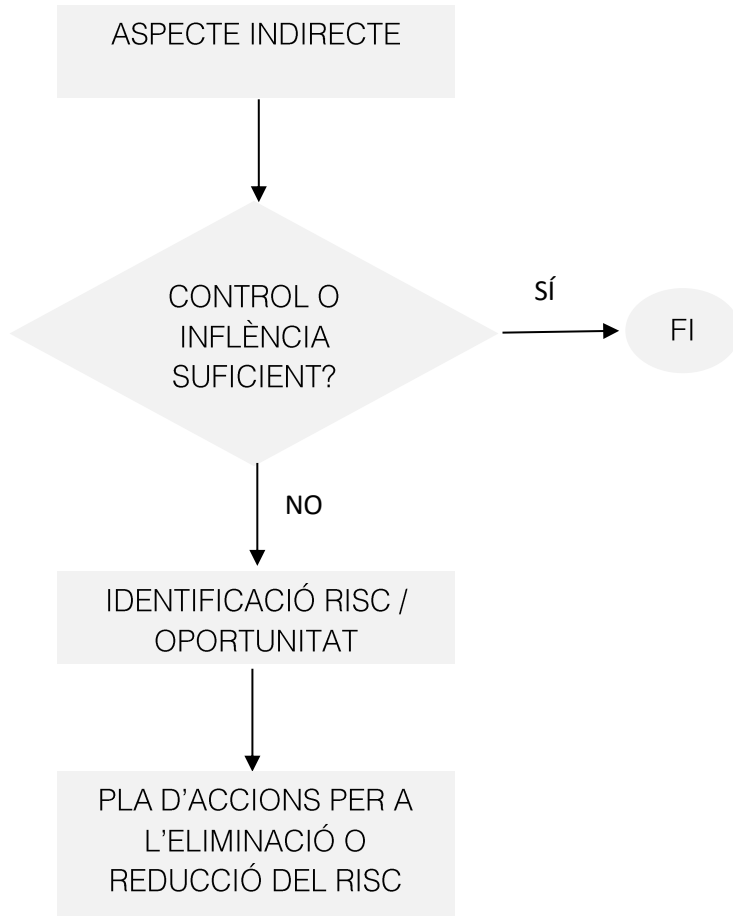 ASPECTE INDIRECTE
CONTROL O
INFLÈNCIA
SUFICIENT?
SÍ
FI
NO
IDENTIFICACIÓ RISC /
OPORTUNITAT
PLA D’ACCIONS PER A
L’ELIMINACIÓ O
REDUCCIÓ DEL RISC